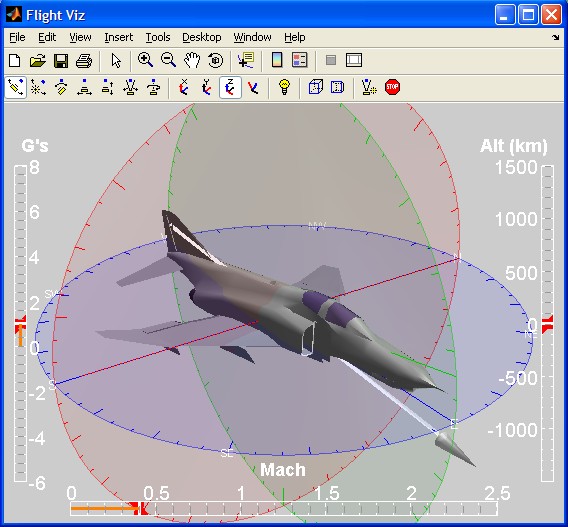 Flight Viz
File Edit View Insert Tools Desktop Window Help
X Y Z
STOP
G's
Alt (km)
8
1500
6
1000
4
500
2
0
0
-500
-2
-1000
-4
-6
NW
S
E
SE
Mach
0 0.5 1 1.5 2 2.5